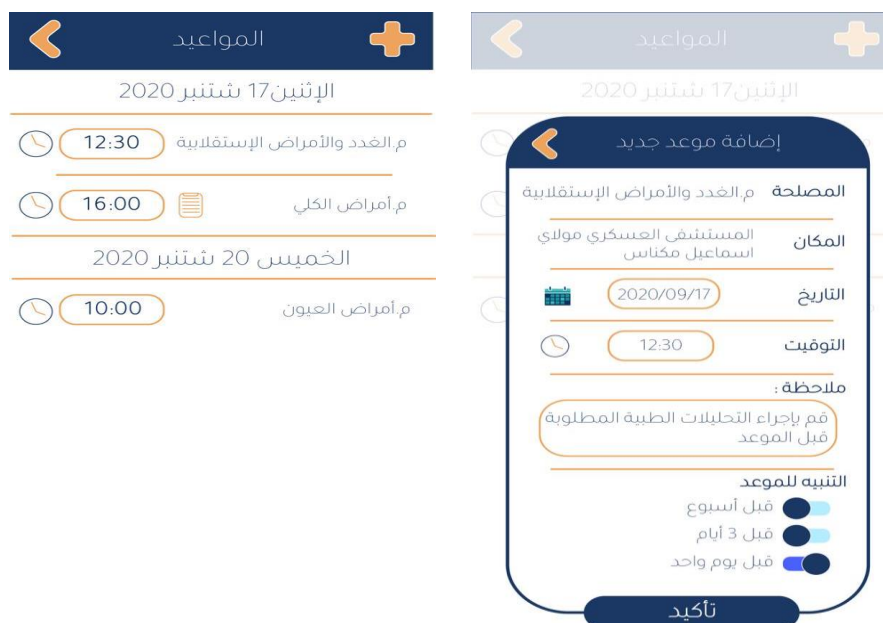 المواعيد
الإثنين17 شتنبر 2020
م.الغدد والأمراض الإستقلابية 12:30
م.أمراض الكلي 16:00
الخميس 20 شتنبر 2020
م.أمراض العيون 10:00
المواعيد
الإثنين17 شتنبر 2020
إضافة موعد جديد
المصلحة م.الغدد والأمراض الإستقلابية
المكان المستشفى العسكري مولاي
اسماعيل مكناس
التاريخ 2020/09/17
التوقيت 12:30
ملاحظة :
قم بإجراء التحليلات الطبية المطلوبة
قبل الموعد
التنبيه للموعد
قبل أسبوع
قبل 3 أيام
قبل يوم واحد
تأكيد